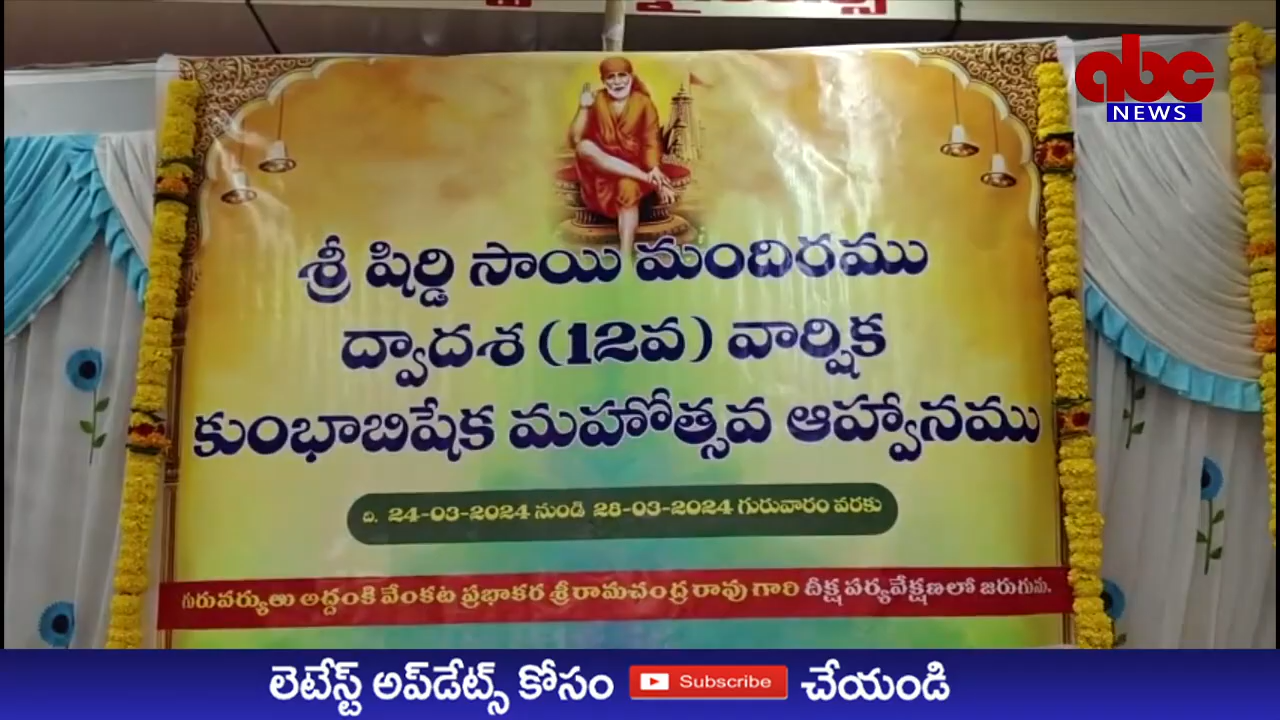 abc
NEWS
శ్రీ షిర్డి సాయి మందిరము
ద్వాదశ (12వ) వార్షిక
కుంభాబిషేక మహోత్సవ ఆహ్వానము
ది. 24-03-2024 నుండి 28-03-2024 గురువారం వరకు
గురువర్యులు అద్దంకి వేంకట ప్రభాకర శ్రీరామచంద్ర రావు గారి దీక్ష పర్యవేక్షణలో జరుగును.
లెటేస్ట్ అప్‌డేట్స్ కోసం Subscribe చేయండి